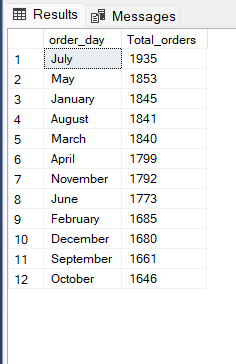 Results Messages
order_day Total_orders
1 July 1935
2 May 1853
3 January 1845
4 August 1841
5 March 1840
6 April 1799
7 November 1792
8 June 1773
9 February 1685
10 December 1680
11 September 1661
12 October 1646